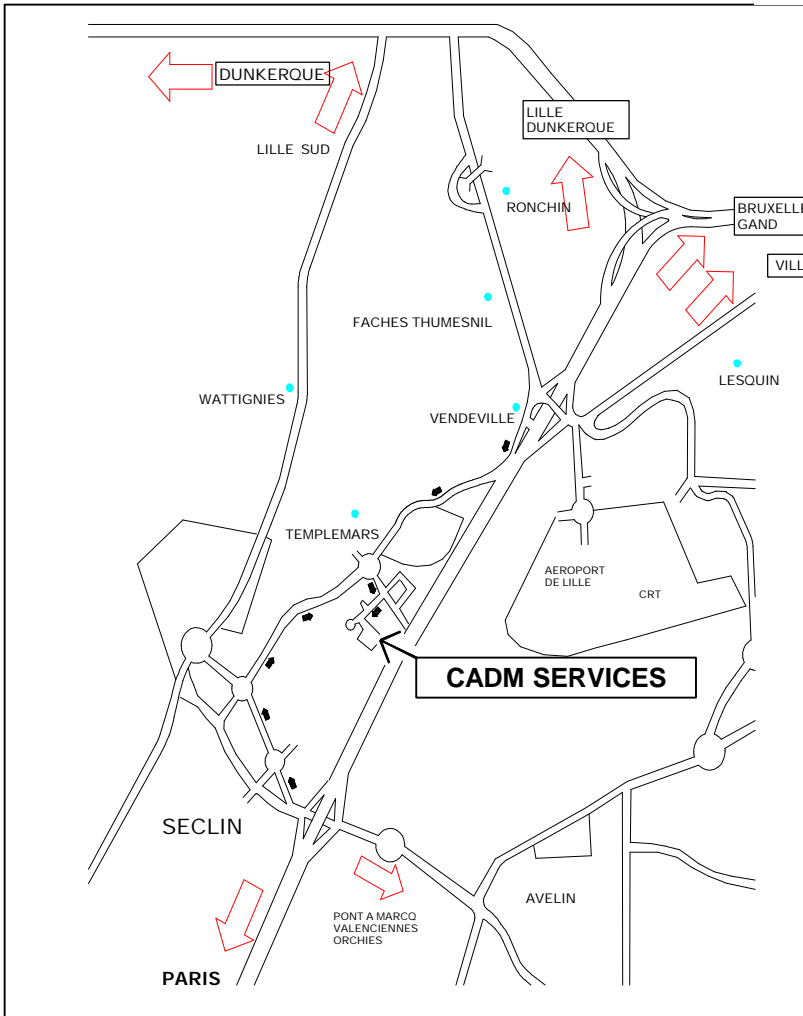 DUNKERQUE
LILLE SUD
LILLE
DUNKERQUE
RONCHIN
BRUXELLE
GAND
VILL
FACHES THUMESNIL
LESQUIN
WATTIGNIES
VENDEVILLE
TEMPLEMARS
AEROPORT
DE LILLE
CRT
CADM SERVICES
SECLIN
AVELIN
PONT A MARCQ
VALENCIENNES
ORCHIES
PARIS